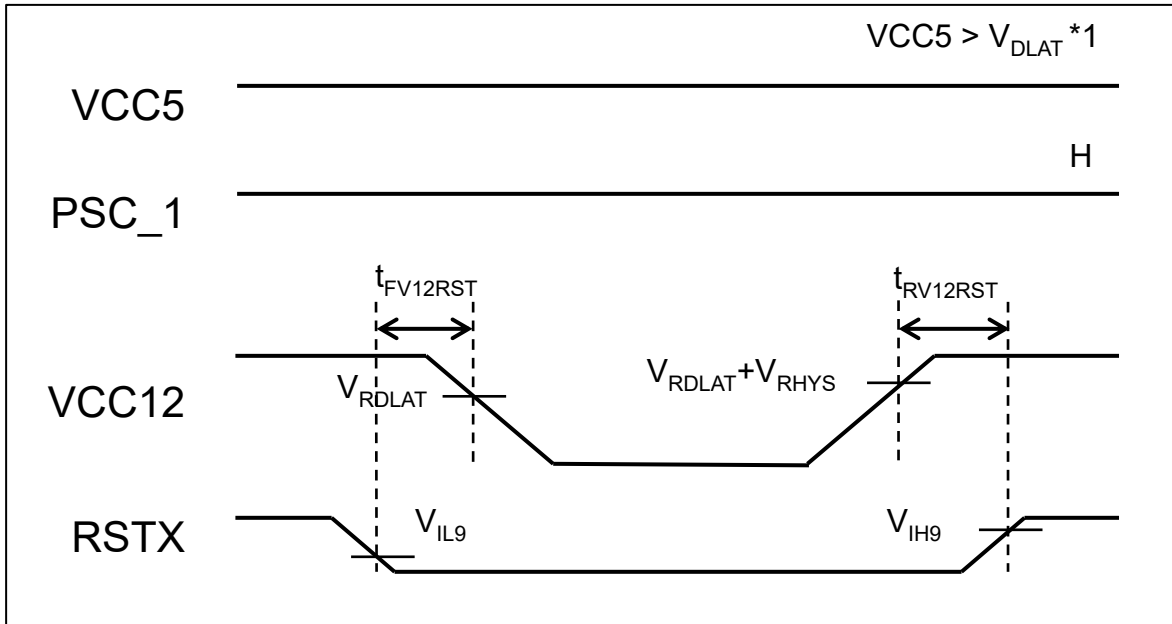 VCC5 > VDLAT *1
VCC5
H
PSC_1
tFV12RST
tRV12RST
VRDLAT
VRDLAT+VRHYS
VCC12
VIL9
VIH9
RSTX